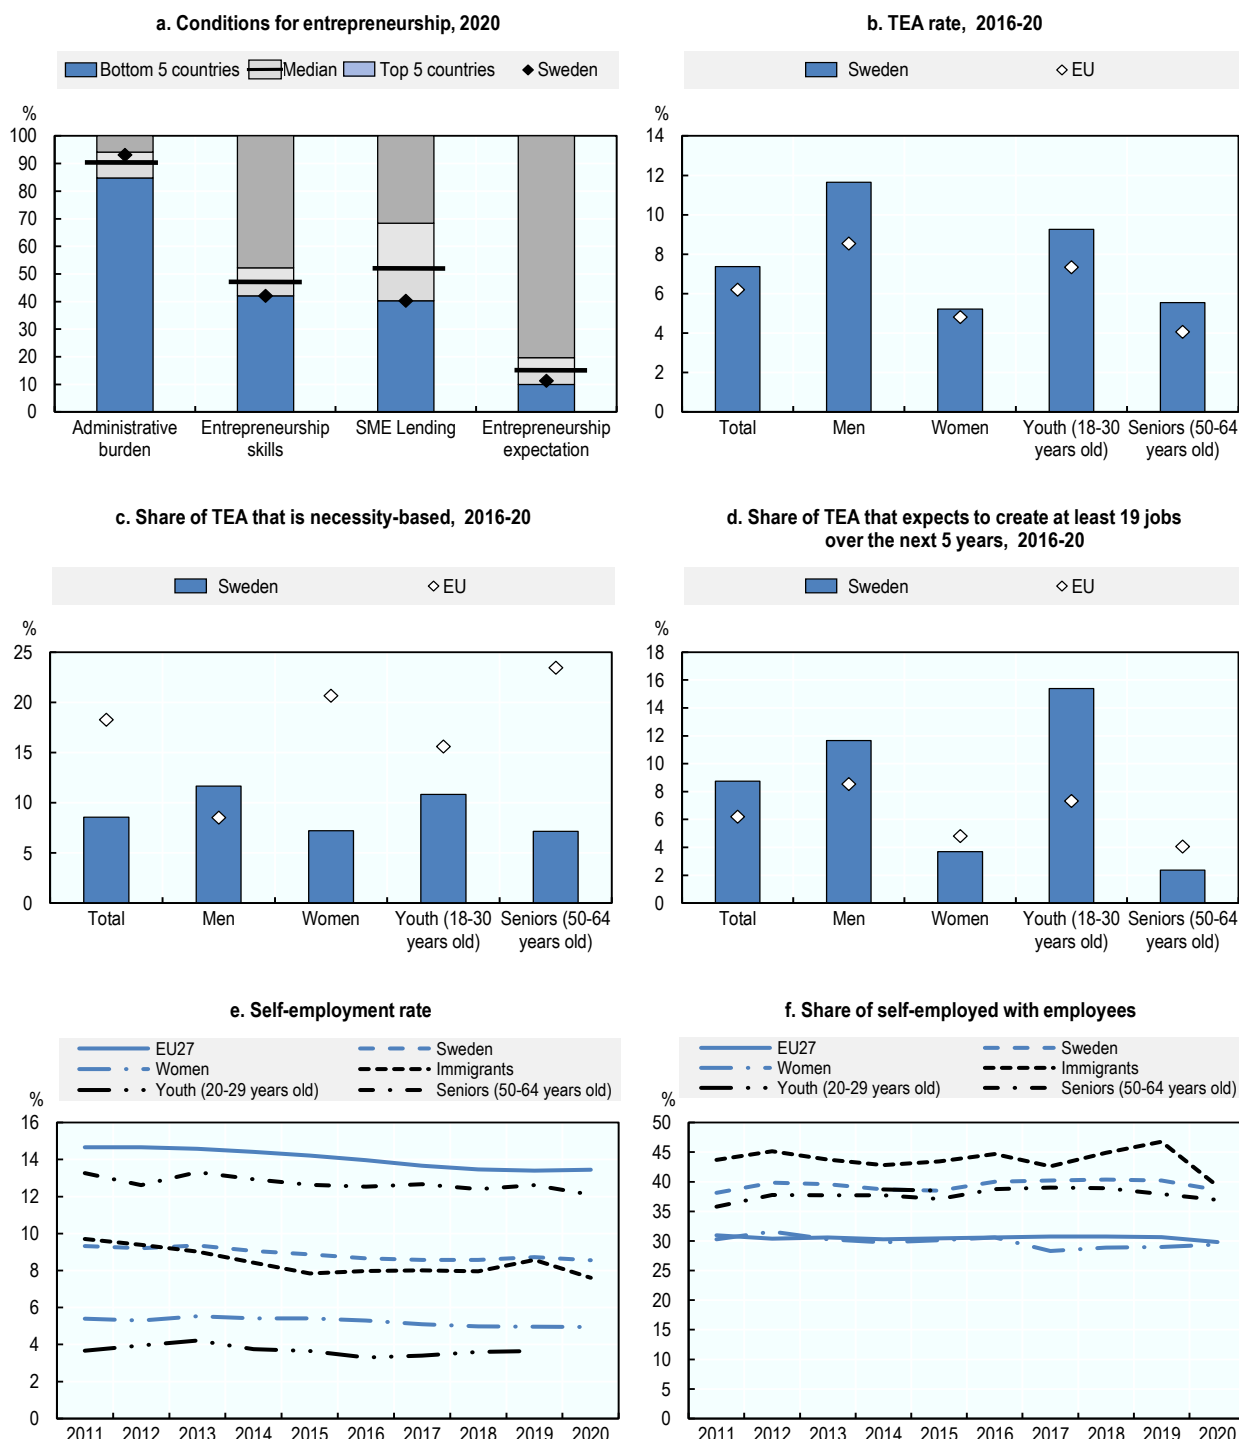 a. Conditions for entrepreneurship, 2020
Bottom 5 countries Median Top 5 countries Sweden
%
100
90
80
70
60
50
40
30
20
10
0
Administrative burden
Entrepreneurship skills
SME Lending
Entrepreneurship expectation
b. TEA rate, 2016-20
Sweden EU
%
14
12
10
8
6
4
2
0
Total
Men
Women
Youth (18-30 years old)
Seniors (50-64 years old)
c. Share of TEA that is necessity-based, 2016-20
Sweden EU
%
25
20
15
10
5
0
Total
Men
Women
Youth (18-30 years old)
Seniors (50-64 years old)
d. Share of TEA that expects to create at least 19 jobs
over the next 5 years, 2016-20
Sweden EU
%
18
16
14
12
10
8
6
4
2
0
Total
Men
Women
Youth (18-30 years old)
Seniors (50-64 years old)
e. Self-employment rate
EU27 Sweden
Women Immigrants
Youth (20-29 years old) Seniors (50-64 years old)
%
16
14
12
10
8
6
4
2
0
2011 2012 2013 2014 2015 2016 2017 2018 2019 2020
f. Share of self-employed with employees
EU27 Sweden
Women Immigrants
Youth (20-29 years old) Seniors (50-64 years old)
%
50
45
40
35
30
25
20
15
10
5
0
2011 2012 2013 2014 2015 2016 2017 2018 2019 2020